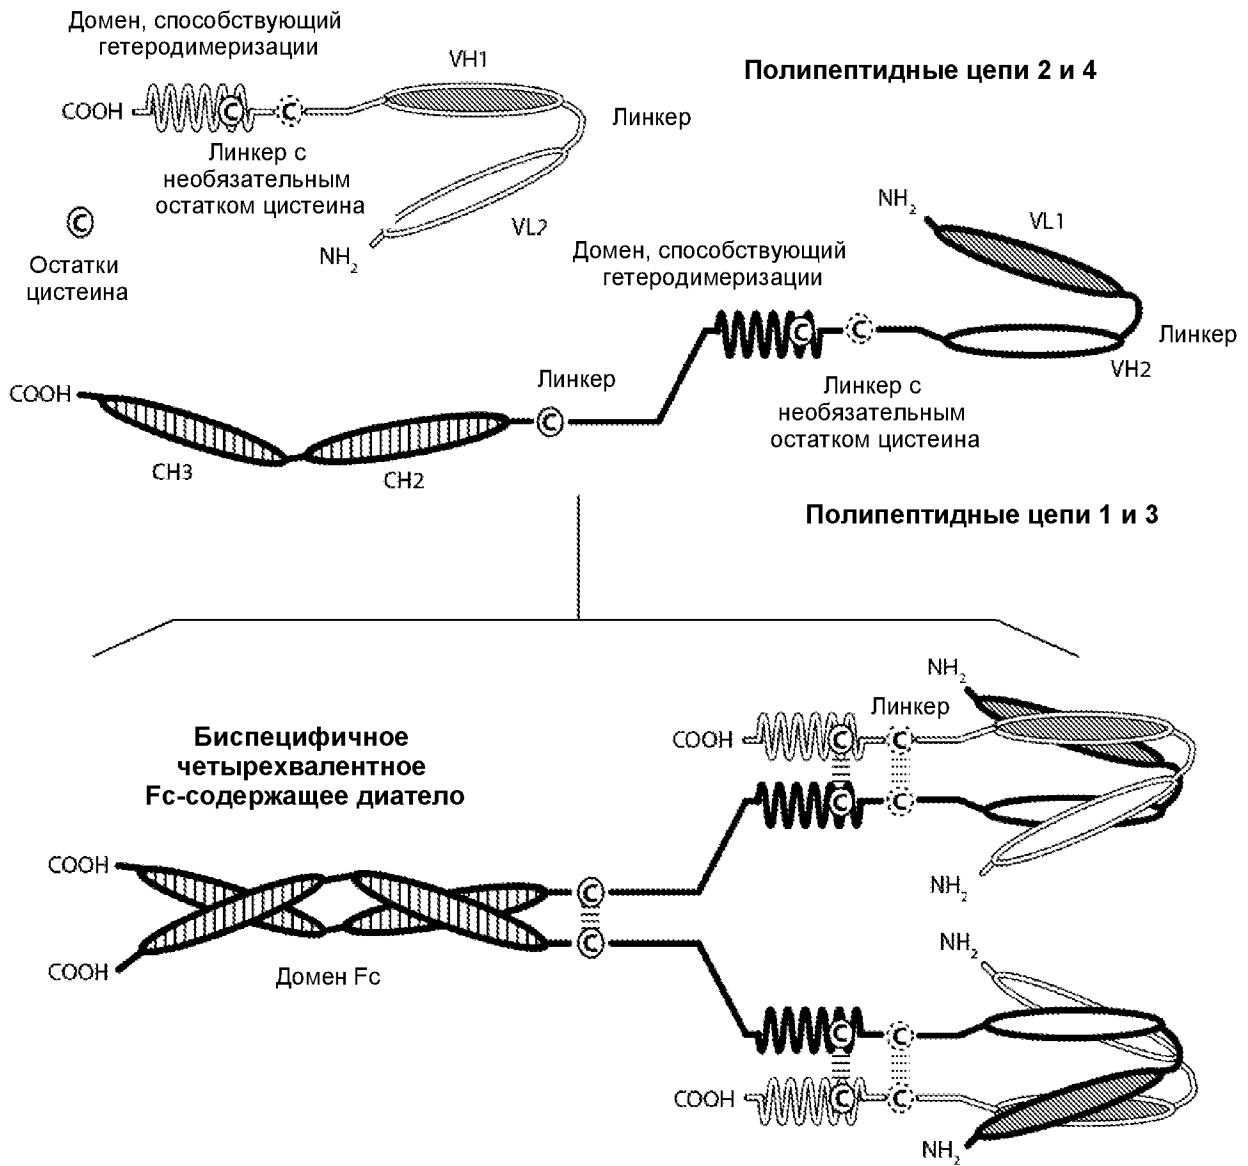 Домен, способствующий
гетеродимеризации
VH1
Полипептидные цепи 2 и 4
COOH
C
C
Линкер
Линкер с
необязательным
остатком цистеина
C
VL2
NH2
Остатки
цистеина
NH2
VL1
Домен, способствующий
гетеродимеризации
C
C
Линкер
VH2
COOH
Линкер
C
Линкер с
необязательным
остатком цистеина
CH3
CH2
Полипептидные цепи 1 и 3
NH2
Линкер
COOH
C
C
Биспецифичное
четырехвалентное
Fc-содержащее диатело
C
C
COOH
NH2
C
C
COOH
Домен Fc
NH2
C
C
COOH
C
C
NH2